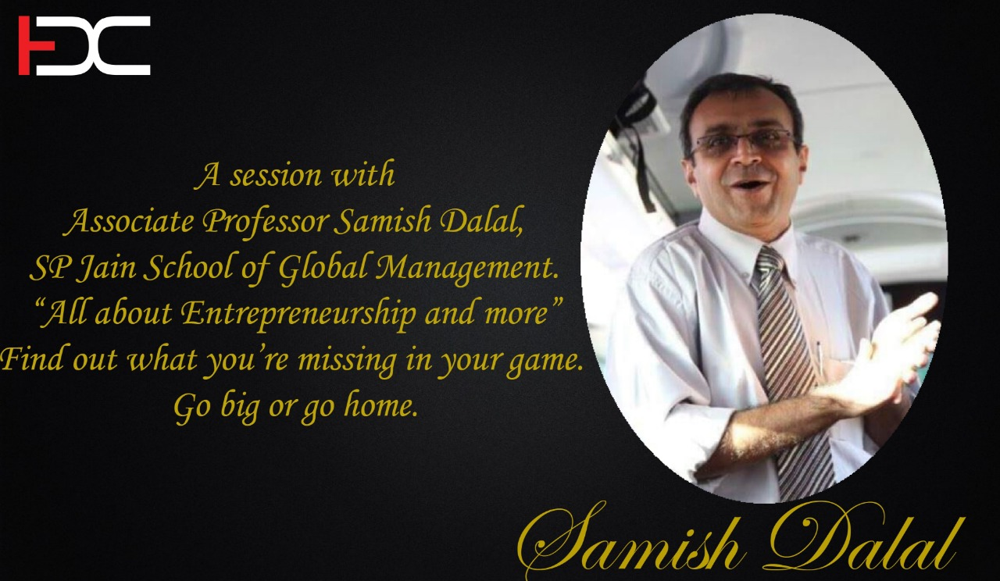 EDC
A session with
Associate Professor Samish Dalal,
SP Jain School of Global Management.
“All about Entrepreneurship and more”
Find out what you’re missing in your game.
Go big or go home.
Samish Dalal